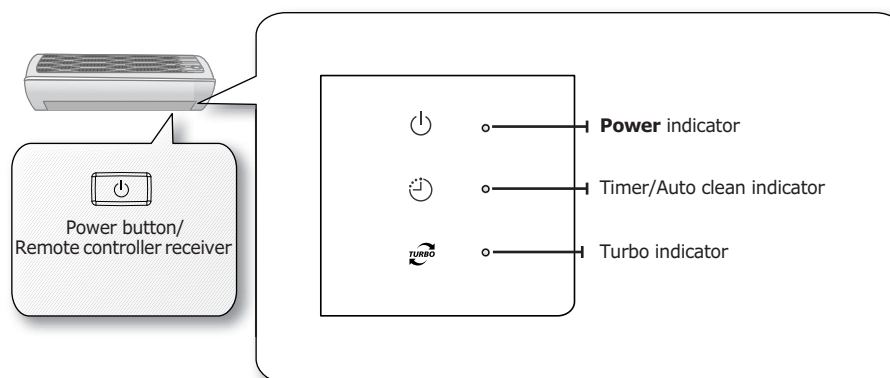 Power indicator
Timer/Auto clean indicator
TURBO
Turbo indicator
Power button/
Remote controller receiver